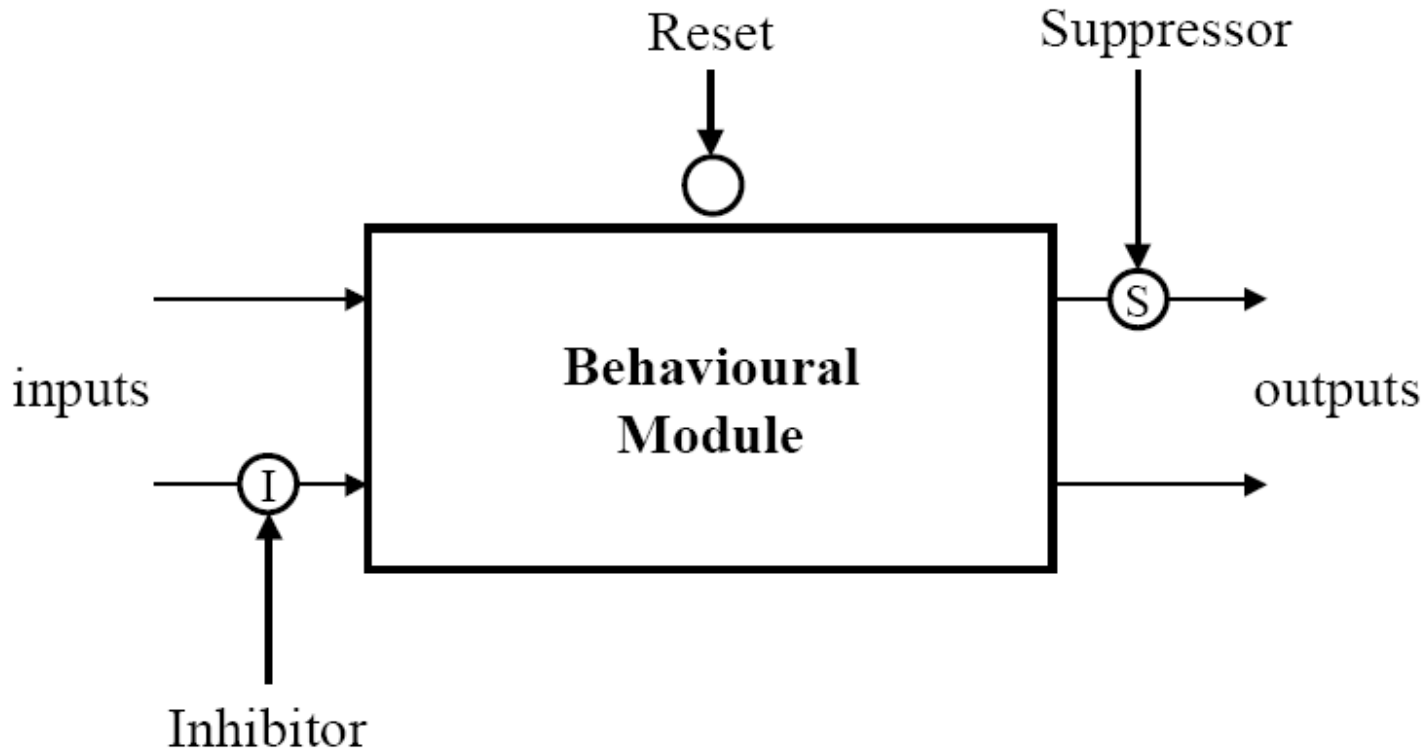 Reset
Suppressor
S
inputs
Behavioural
Module
outputs
I
Inhibitor